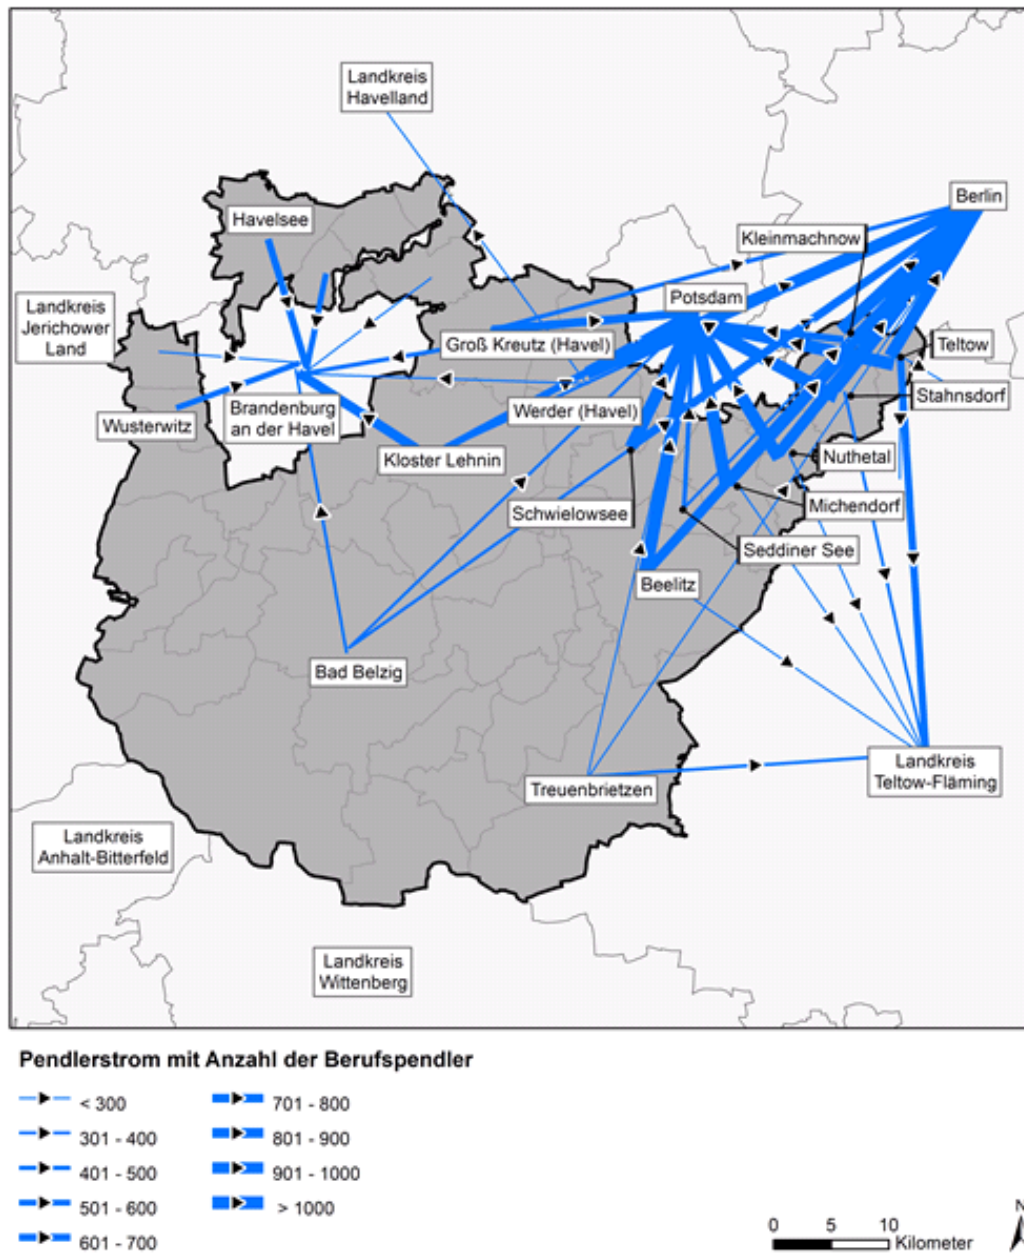 Landkreis
Havelland
Havelsee
Berlin
Kleinmachnow
Potsdam
Landkreis
Jerichower
Land
Groß Kreutz (Havel)
Teltow
Stahnsdorf
Werder (Havel)
Brandenburg
an der Havel
Wusterwitz
Kloster Lehnin
Nuthetal
Schwielowsee
Michendorf
Seddiner See
Beelitz
Bad Belzig
Landkreis
Teltow-Fläming
Treuenbrietzen
Landkreis
Anhalt-Bitterfeld
Landkreis
Wittenberg
Pendlerstrom mit Anzahl der Berufspendler
< 300
301 - 400
401 - 500
501 - 600
601 - 700
701 - 800
801 - 900
901 - 1000
> 1000
N
0 5 10
Kilometer